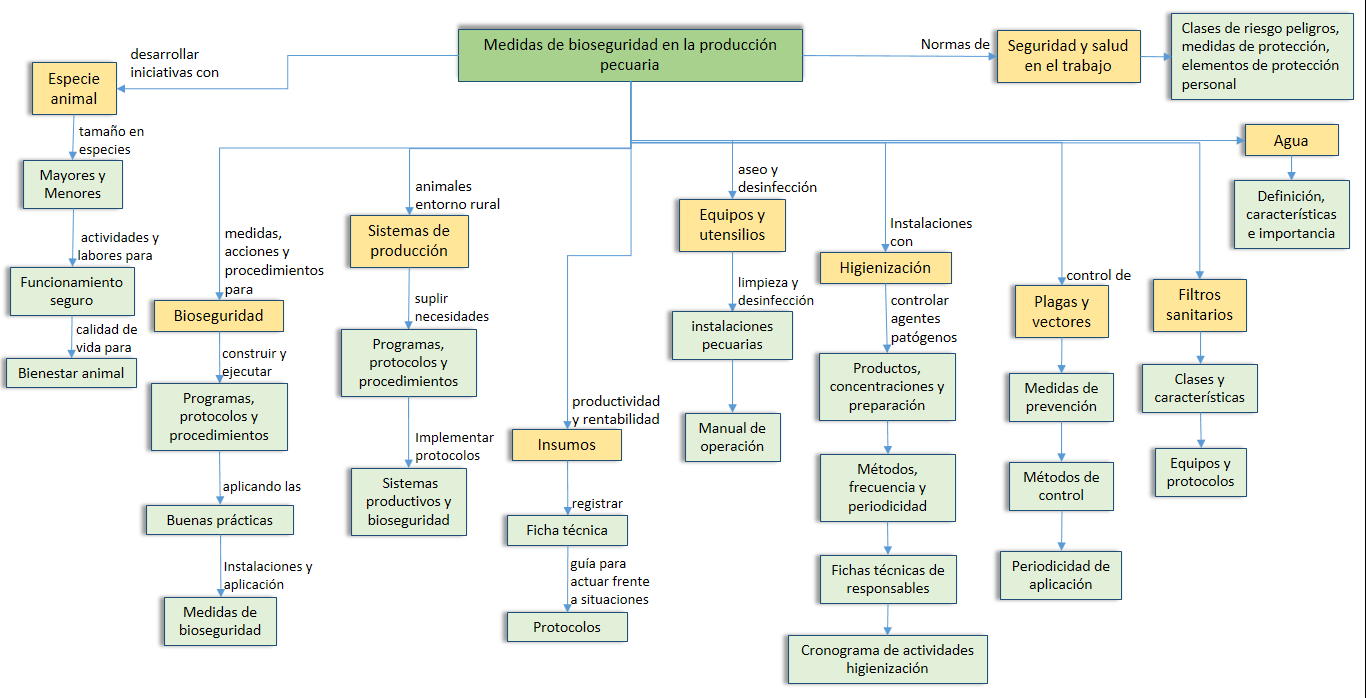 Medidas de bioseguridad en la producción
pecuaria
desarrollar
iniciativas con
Especie
animal
tamaño en
especies
Mayores y
Menores
actividades y
labores para
Funcionamiento
seguro
calidad de
vida para
Bienestar animal
medidas,
acciones y
procedimientos
para
Bioseguridad
construir y
ejecutar
Programas,
protocolos y
procedimientos
aplicando las
Buenas prácticas
Instalaciones y
aplicación
Medidas de
bioseguridad
animales
entorno rural
Sistemas de
producción
suplir
necesidades
Programas,
protocolos y
procedimientos
Implementar
protocolos
Sistemas
productivos y
bioseguridad
productividad
y rentabilidad
Insumos
registrar
Ficha técnica
guía para
actuar frente
a situaciones
Protocolos
aseo y
desinfección
Equipos y
utensilios
limpieza y
desinfección
instalaciones
pecuarias
Manual de
operación
Instalaciones
con
Higienización
controlar
agentes
patógenos
Productos,
concentraciones y
preparación
Métodos,
frecuencia y
periodicidad
Fichas técnicas de
responsables
Cronograma de actividades
higienización
control de
Plagas y
vectores
Medidas de
prevención
Métodos de
control
Periodicidad de
aplicación
Filtros
sanitarios
Clases y
características
Equipos y
protocolos
Agua
Definición,
características
e importancia
Normas de
Seguridad y salud
en el trabajo
Clases de riesgo peligros,
medidas de protección,
elementos de protección
personal